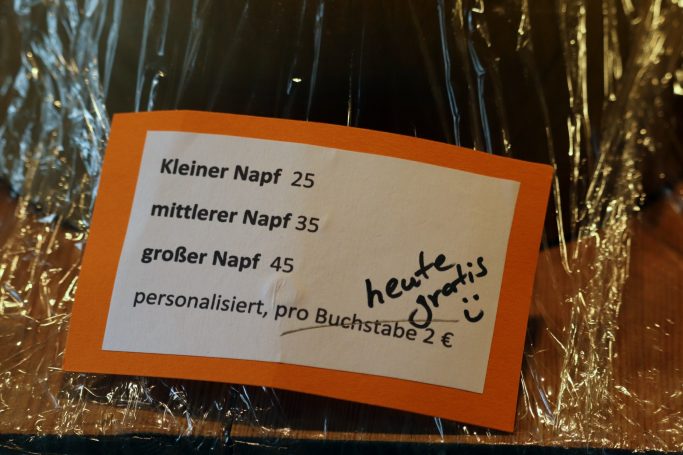 Kleiner Napf 25
mittlerer Napf 35
großer Napf 45
personalisiert, pro Buchstabe 2 €
heute
gratis